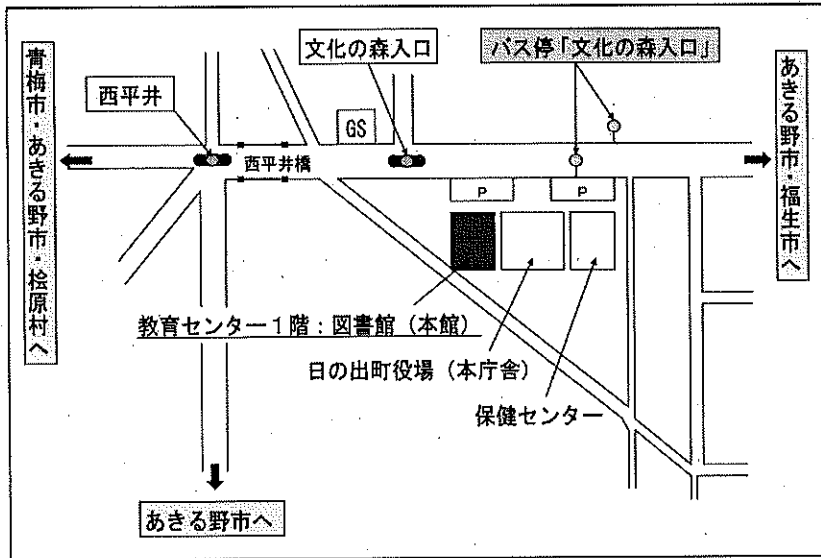 文化の森入口
バス停「文化の森入口」
西平井
GS
青梅市・あきる野市・桧原村へ
西平井橋
あきる野市・福生市へ
P
P
教育センター1階：図書館（本館）
日の出町役場（本庁舎）
保健センター
あきる野市へ